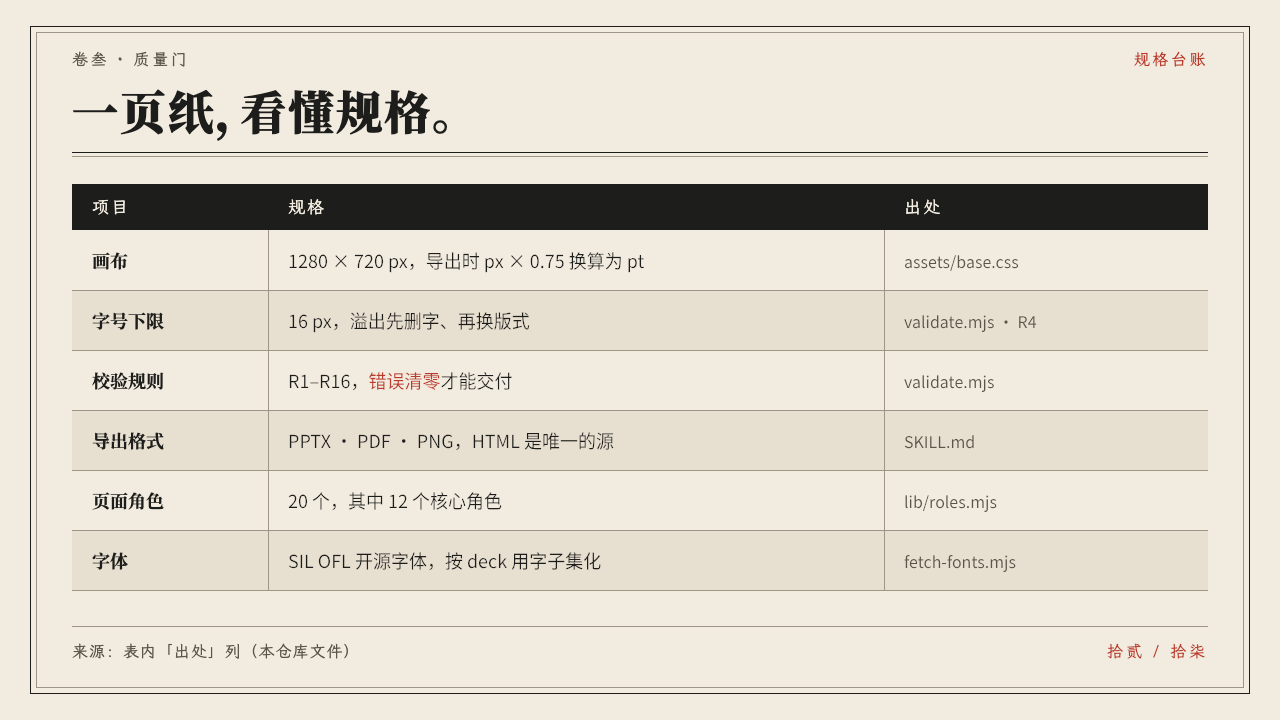 卷叁 · 质量门
规格台账
一页纸, 看懂规格。
项目 规格 出处
画布 1280 × 720 px，导出时 px × 0.75 换算为 pt assets/base.css
字号下限 16 px，溢出先删字、再换版式 validate.mjs · R4
校验规则 R1–R16，错误清零才能交付 validate.mjs
导出格式 PPTX · PDF · PNG，HTML 是唯一的源 SKILL.md
页面角色 20 个，其中 12 个核心角色 lib/roles.mjs
字体 SIL OFL 开源字体，按 deck 用字子集化 fetch-fonts.mjs
来源：表内「出处」列（本仓库文件）
拾贰 / 拾柒